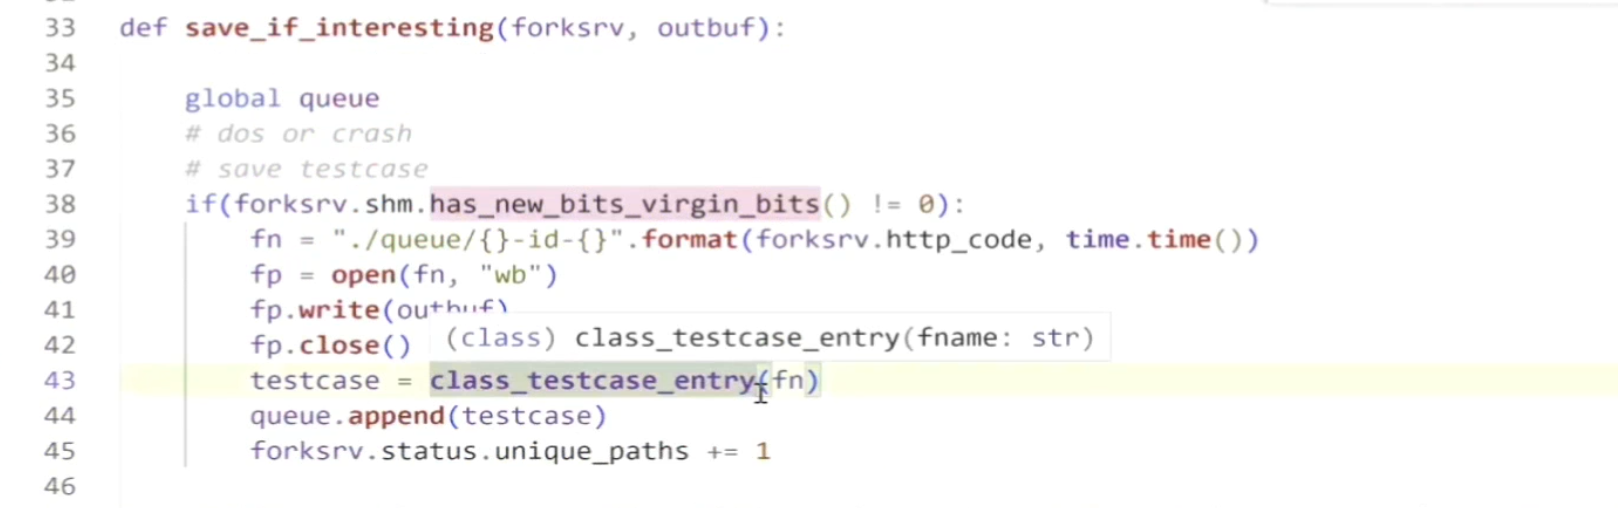 33 def save_if_interesting(forksrv, outbuf):
34
35 global queue
36 # dos or crash
37 # save testcase
38 if(forksrv.shm.has_new_bits_virgin_bits() != 0):
39 fn = "./queue/{}-id-{}".format(forksrv.http_code, time.time())
40 fp = open(fn, "wb")
41 fp.write(outbuf)
42 fp.close()
(class) class_testcase_entry(fname: str)
43 testcase = class_testcase_entry(fn)
44 queue.append(testcase)
45 forksrv.status.unique_paths += 1
46